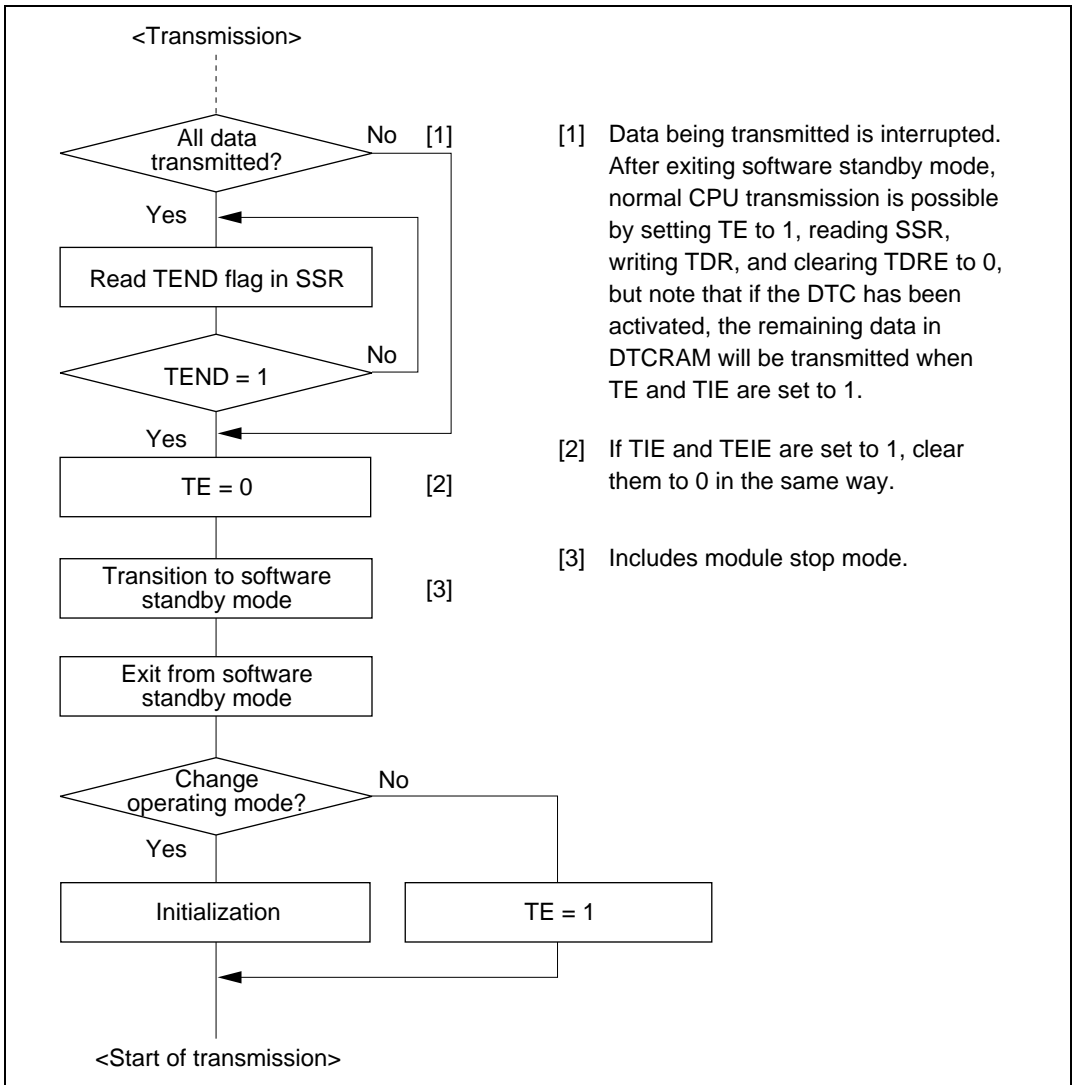 <Transmission>
All data
transmitted?
No
[1]
Yes
Read TEND flag in SSR
No
TEND = 1
Yes
TE = 0
[2]
Transition to software
standby mode
[3]
Exit from software
standby mode
Change
operating mode?
No
Yes
Initialization
TE = 1
<Start of transmission>
[1] Data being transmitted is interrupted.
After exiting software standby mode,
normal CPU transmission is possible
by setting TE to 1, reading SSR,
writing TDR, and clearing TDRE to 0,
but note that if the DTC has been
activated, the remaining data in
DTCRAM will be transmitted when
TE and TIE are set to 1.
[2] If TIE and TEIE are set to 1, clear
them to 0 in the same way.
[3] Includes module stop mode.